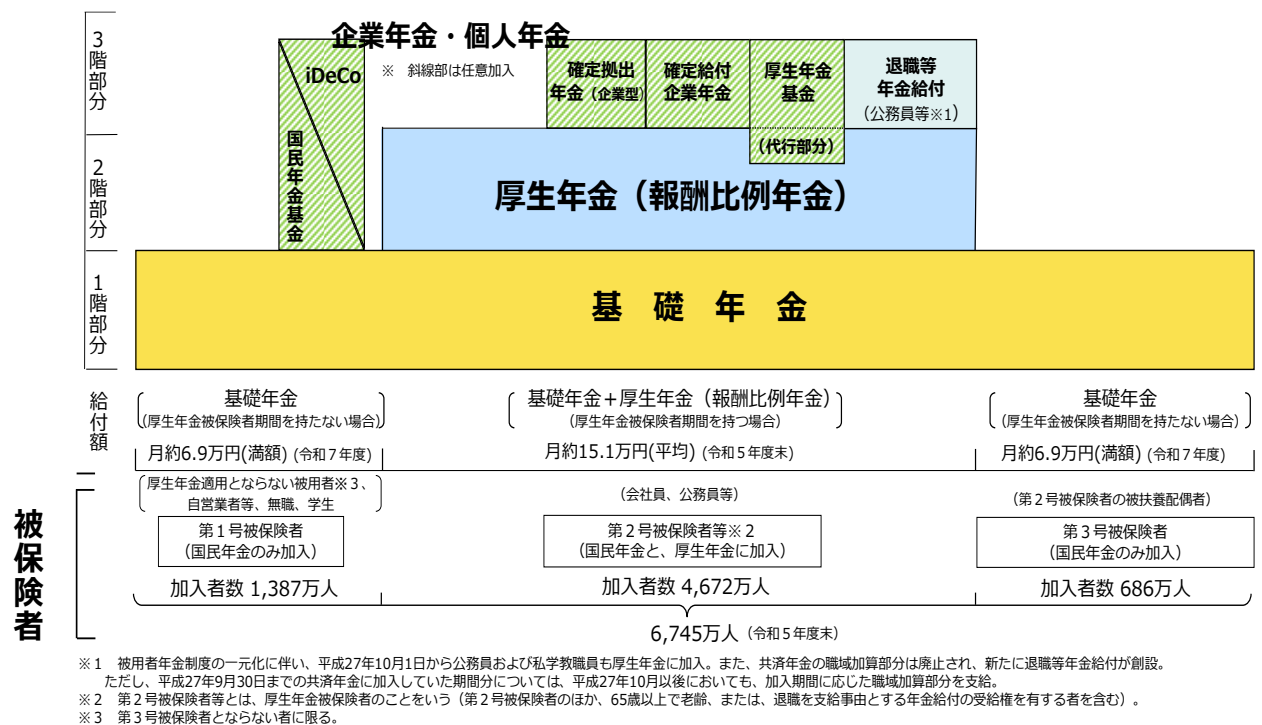 企業年金・個人年金
※　斜線部は任意加入
3階部分
2階部分
1階部分
iDeCo
国民年金基金
確定拠出
年金（企業型）
確定給付
企業年金
厚生年金
基金
（代行部分）
退職等
年金給付
（公務員等※1）
厚生年金（報酬比例年金）
基　礎　年　金
給付額
基礎年金
（厚生年金被保険者期間を持たない場合）
月約6.9万円(満額) (令和７年度)
基礎年金＋厚生年金（報酬比例年金）
（厚生年金被保険者期間を持つ場合）
月約15.1万円(平均) (令和５年度末)
基礎年金
（厚生年金被保険者期間を持たない場合）
月約6.9万円(満額) (令和７年度)
被保険者
厚生年金適用とならない被用者※３、
自営業者等、無職、学生
第１号被保険者
（国民年金のみ加入）
加入者数 1,387万人
（会社員、公務員等）
第２号被保険者等※２
（国民年金と、厚生年金に加入）
加入者数 4,672万人
（第２号被保険者の被扶養配偶者）
第３号被保険者
（国民年金のみ加入）
加入者数 686万人
6,745万人（令和５年度末）
※１　被用者年金制度の一元化に伴い、平成27年10月1日から公務員および私学教職員も厚生年金に加入。また、共済年金の職域加算部分は廃止され、新たに退職等年金給付が創設。
ただし、平成27年9月30日までの共済年金に加入していた期間分については、平成27年10月以後においても、加入期間に応じた職域加算部分を支給。
※２　第２号被保険者等とは、厚生年金被保険者のことをいう（第２号被保険者のほか、65歳以上で老齢、または、退職を支給事由とする年金給付の受給権を有する者を含む）。
※３　第３号被保険者とならない者に限る。